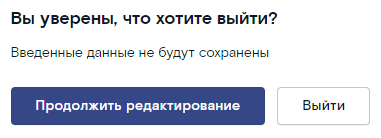 Вы уверены, что хотите выйти?
Введенные данные не будут сохранены
Продолжить редактирование
Выйти